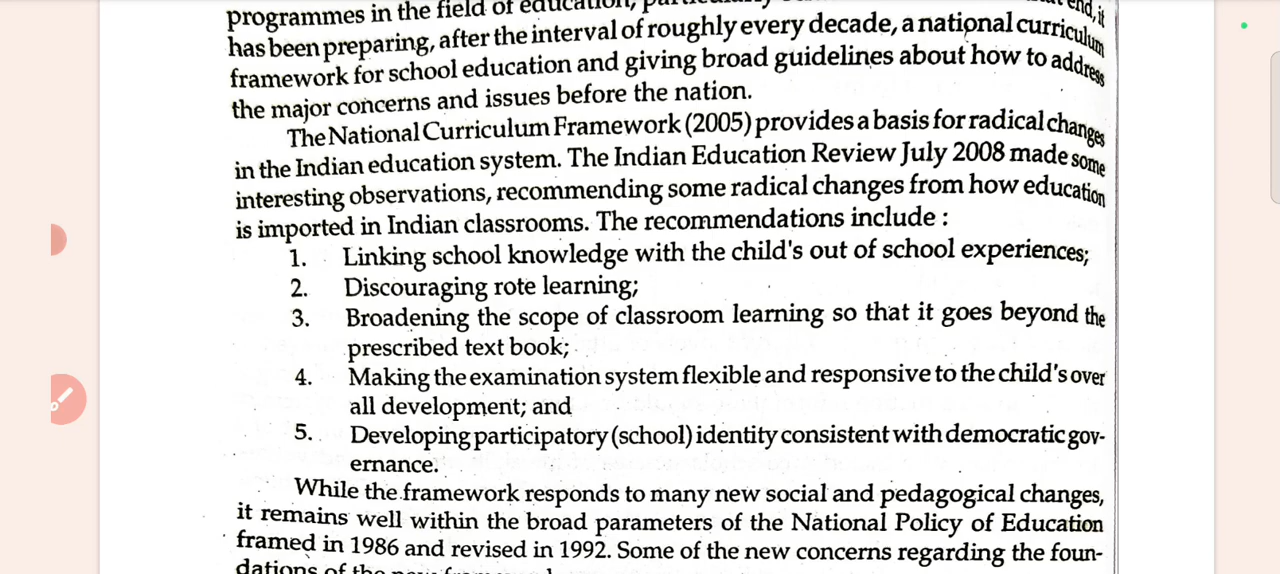 programmes in the field of education,
has been preparing, after the interval of roughly every decade, a national curriculum
framework for school education and giving broad guidelines about how to address
the major concerns and issues before the nation.
The National Curriculum Framework (2005) provides a basis for radical changes
in the Indian education system. The Indian Education Review July 2008 made some
interesting observations, recommending some radical changes from how education
is imported in Indian classrooms. The recommendations include :
1. Linking school knowledge with the child's out of school experiences;
2. Discouraging rote learning;
3. Broadening the scope of classroom learning so that it goes beyond the
prescribed text book;
4. Making the examination system flexible and responsive to the child's over
all development; and
5. Developing participatory (school) identity consistent with democratic gov-
ernance.
While the framework responds to many new social and pedagogical changes,
it remains well within the broad parameters of the National Policy of Education
framed in 1986 and revised in 1992. Some of the new concerns regarding the foun-
dations of the